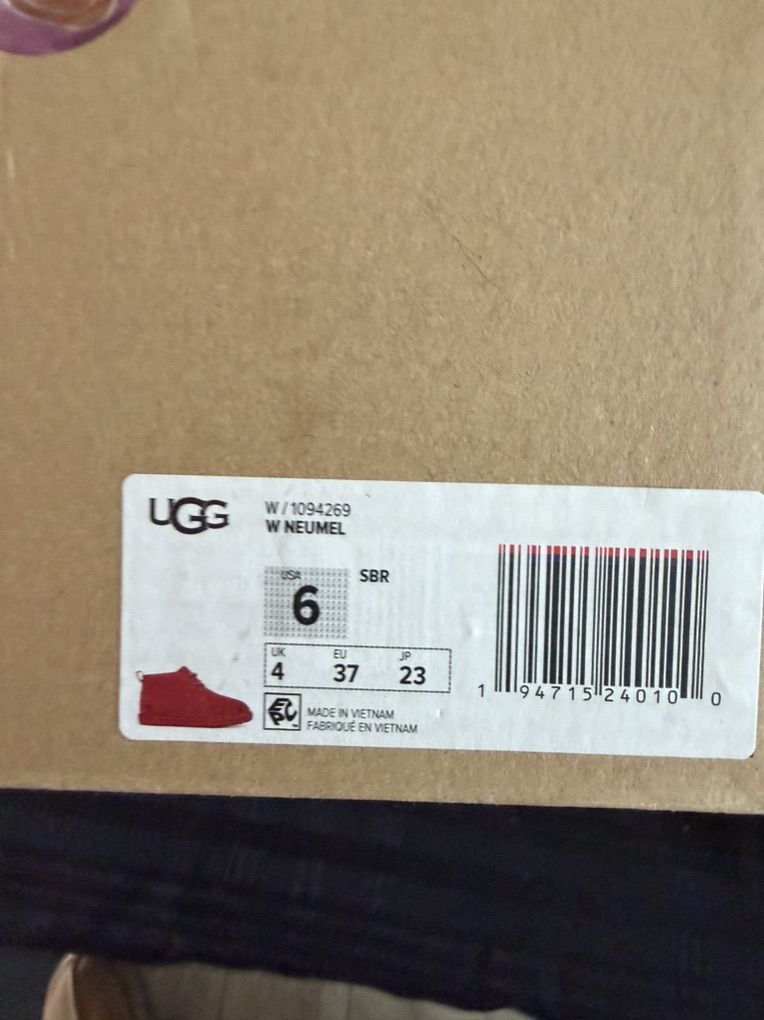 UGG
W / 1094269
W NEUMEL
USA
6
SBR
UK EU JP
4 37 23
MADE IN VIETNAM
FABRIQUÉ EN VIETNAM
1 94715 24010 0